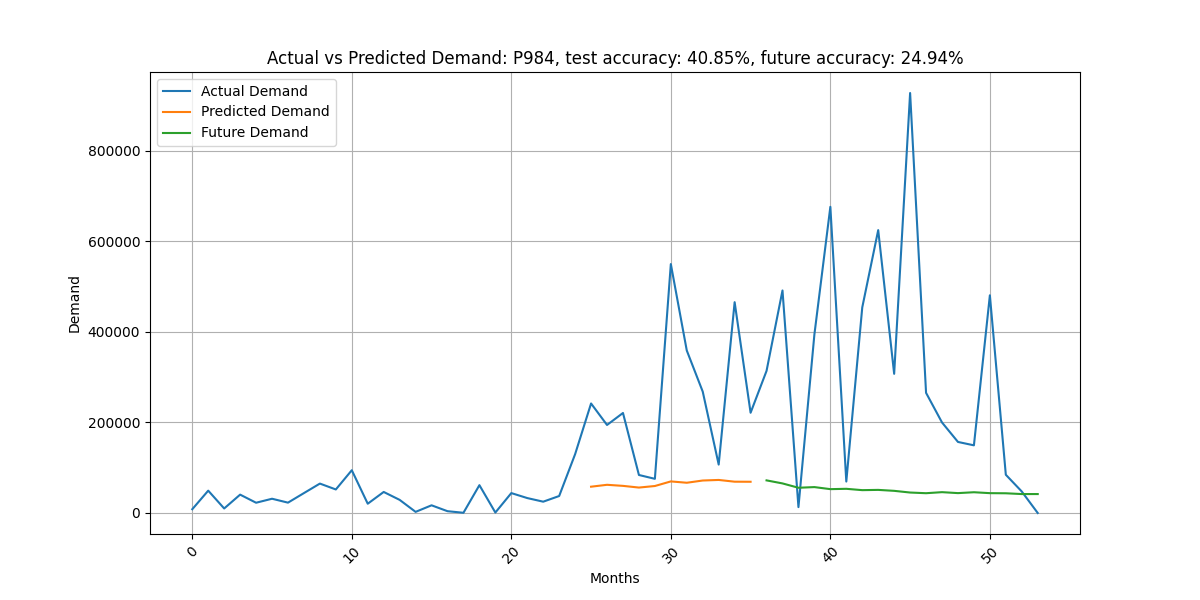 Actual vs Predicted Demand: P984, test accuracy: 40.85%, future accuracy: 24.94%
Actual Demand
Predicted Demand
Future Demand
800000
600000
400000
200000
0
Demand
0 10 20 30 40 50
Months